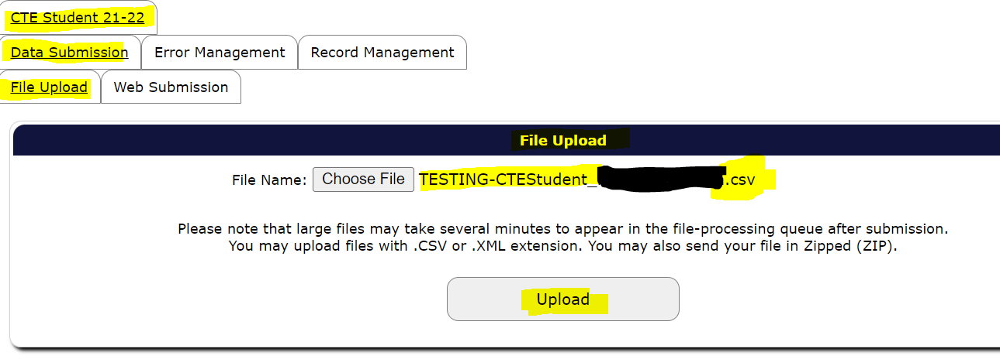 CTE Student 21-22
Data Submission Error Management Record Management
File Upload Web Submission
File Upload
File Name: Choose File TESTING-CTEStudent_ .csv
Please note that large files may take several minutes to appear in the file-processing queue after submission.
You may upload files with .CSV or .XML extension. You may also send your file in Zipped (ZIP).
Upload